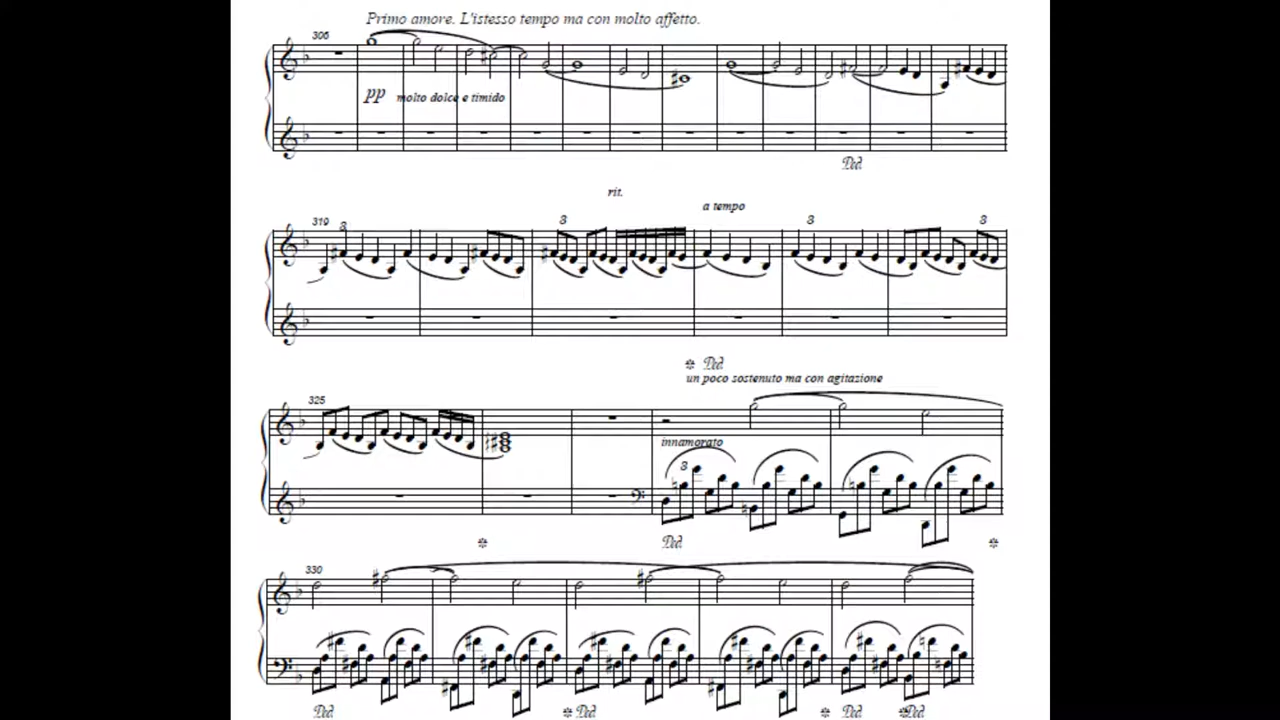 Primo amore. L'istesso tempo ma con molto affetto.
306
pp molto dolce e timido
Ped
rit.
a tempo
319
3
3
3
3
Ped
un poco sostenuto ma con agitazione
325
innamorato
3
Ped
330
Ped
Ped
Ped
Ped